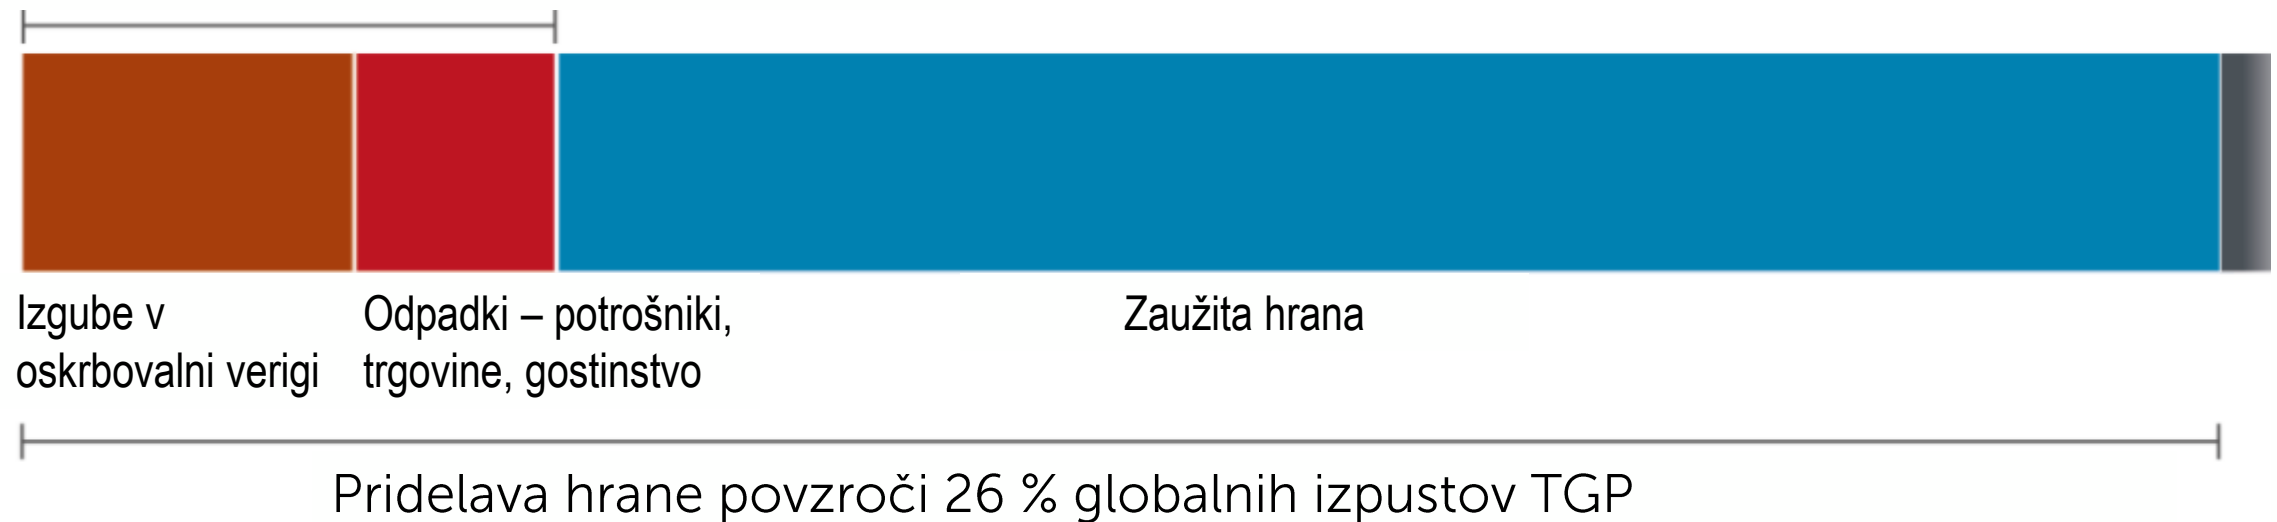 Izgube v
oskrbovalni verigi
Odpadki – potrošniki,
trgovine, gostinstvo
Zaužita hrana
Pridelava hrane povzroči 26 % globalnih izpustov TGP